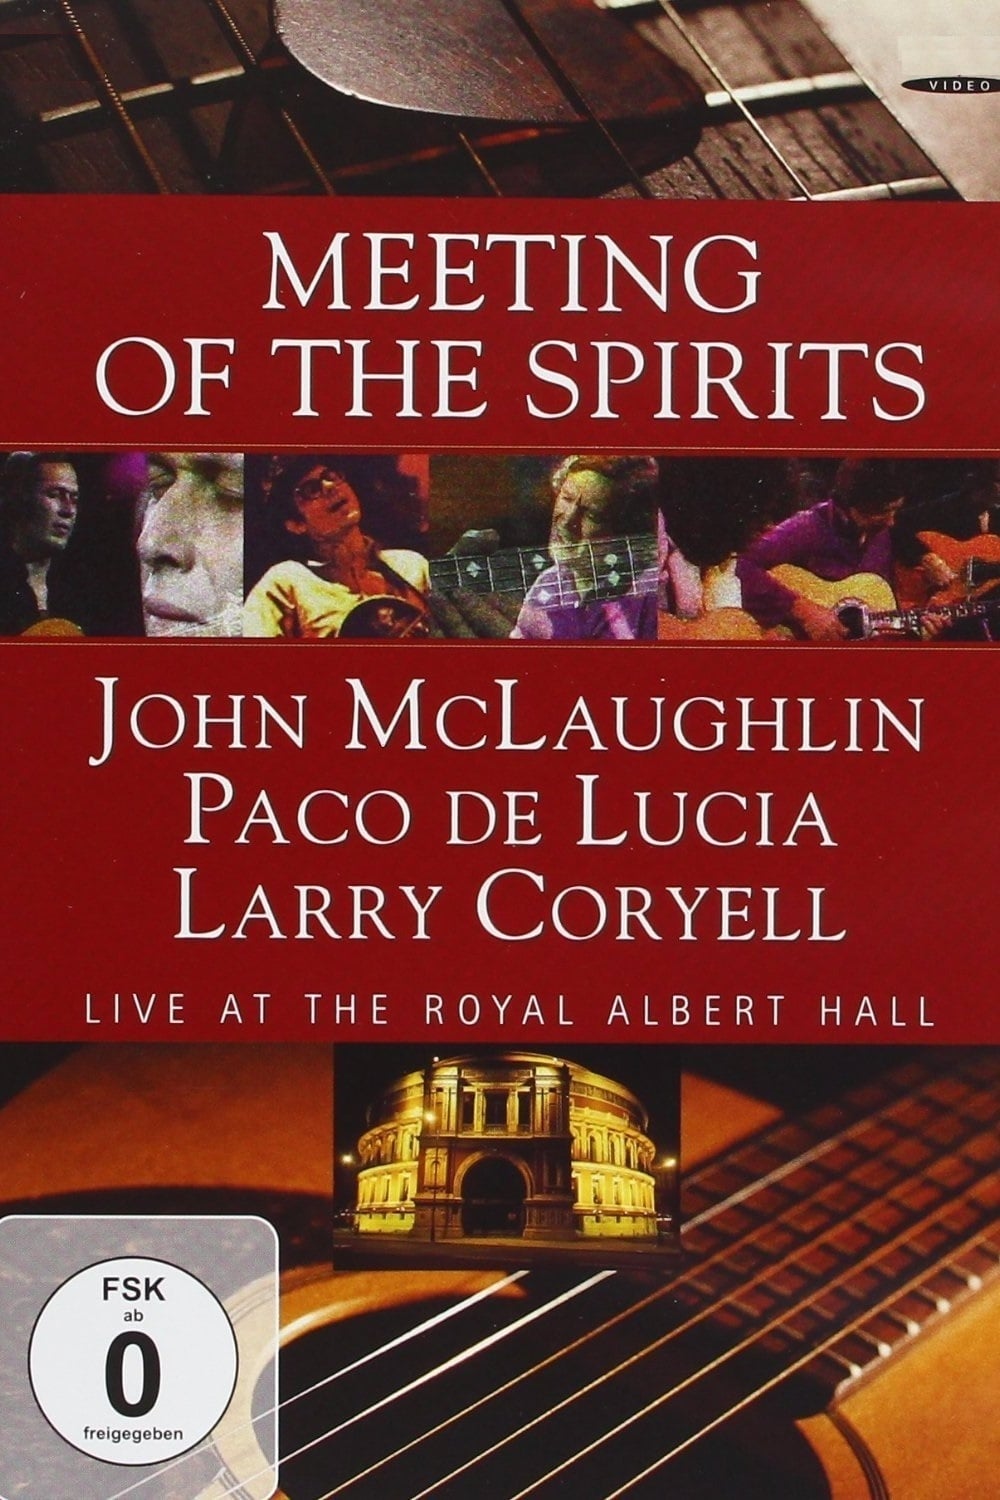 VIDEO
MEETING
OF THE SPIRITS
JOHN MCLAUGHLIN
PACO DE LUCIA
LARRY CORYELL
LIVE AT THE ROYAL ALBERT HALL
FSK
ab
0
freigegeben